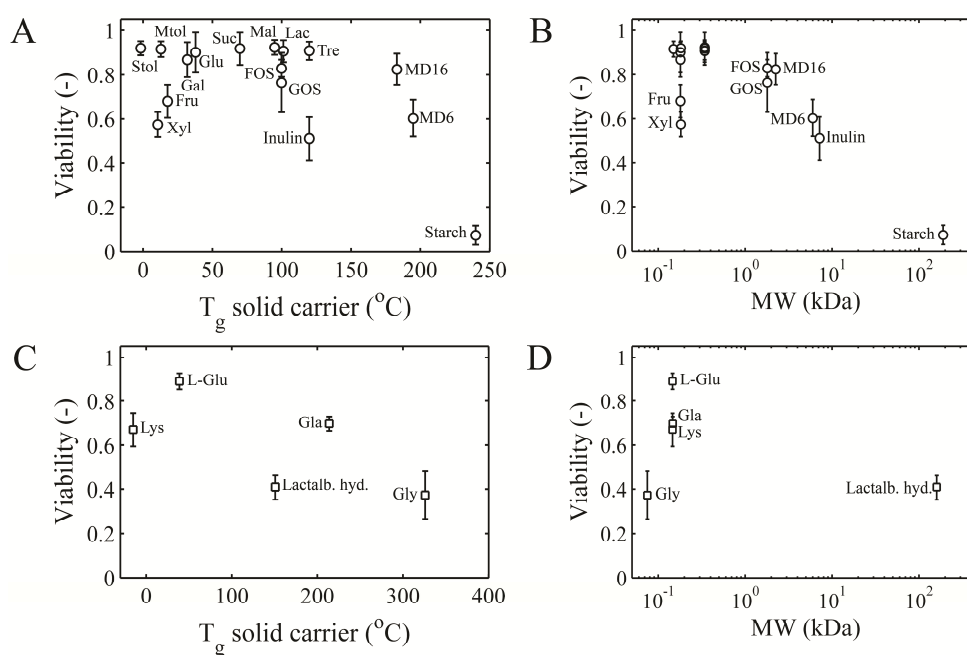 A
Viability (-)
1
0.8
0.6
0.4
0.2
0
Stol
Mtol
Xyl
Fru
Gal
Glu
Suc
Mal
Lac
FOS
GOS
Tre
Inulin
MD16
MD6
Starch
0 50 100 150 200 250
Tg solid carrier (°C)
B
Viability (-)
1
0.8
0.6
0.4
0.2
0
Fru
Xyl
FOS
GOS
MD16
MD6
Inulin
Starch
10⁻¹ 10⁰ 10¹ 10²
MW (kDa)
C
Viability (-)
1
0.8
0.6
0.4
0.2
0
Lys
L-Glu
Gla
Lactalb. hyd.
Gly
0 100 200 300 400
Tg solid carrier (°C)
D
Viability (-)
1
0.8
0.6
0.4
0.2
0
L-Glu
Gla
Lys
Gly
Lactalb. hyd.
10⁻¹ 10⁰ 10¹ 10²
MW (kDa)